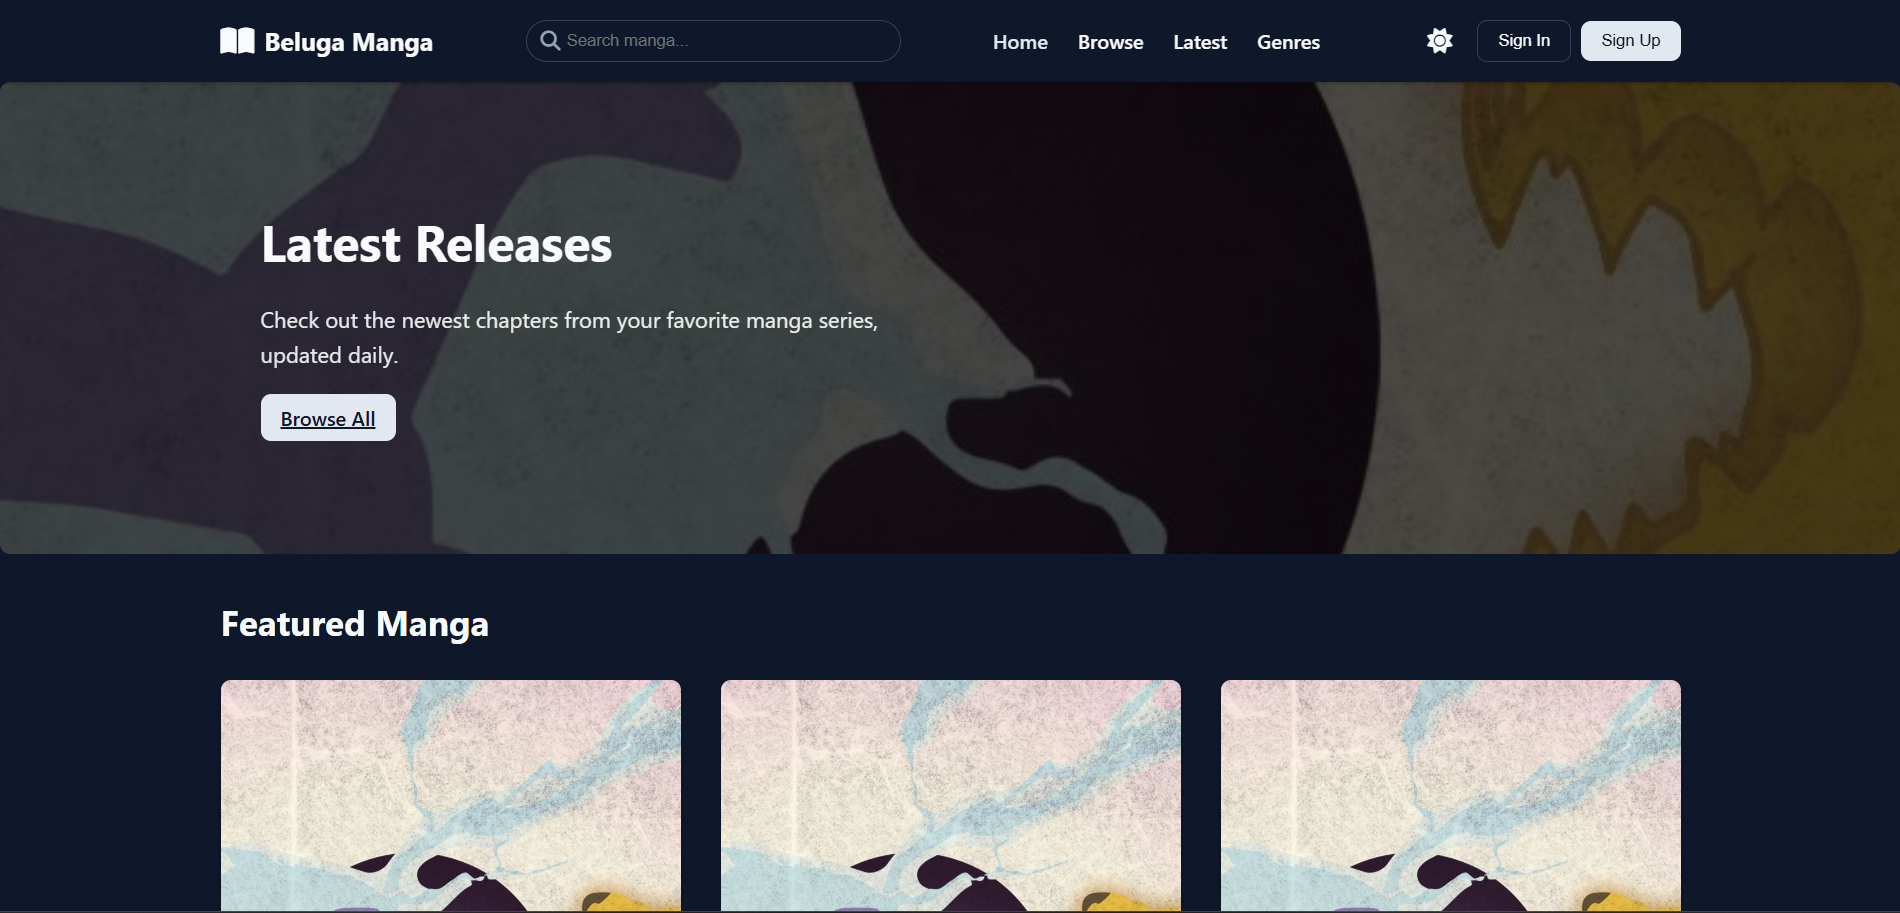 Beluga Manga
Search manga...
Home
Browse
Latest
Genres
Sign In
Sign Up
Latest Releases
Check out the newest chapters from your favorite manga series,
updated daily.
Browse All
Featured Manga